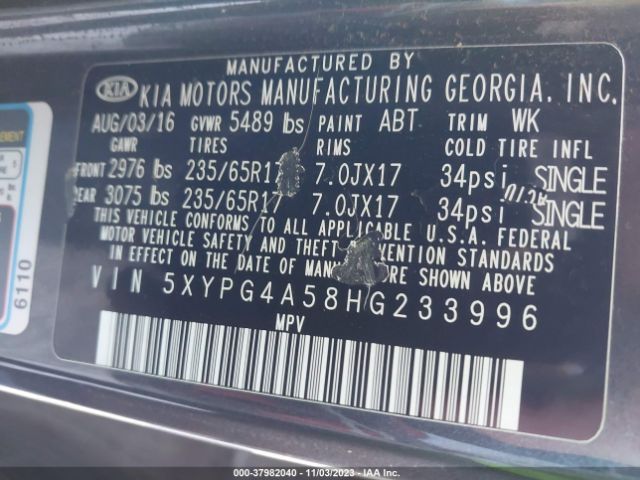 MANUFACTURED BY
KIA KIA MOTORS MANUFACTURING GEORGIA, INC.
AUG/03/16 GVWR 5489 lbs PAINT ABT TRIM WK
GAWR TIRES RIMS COLD TIRE INFL
FRONT 2976 lbs 235/65R17 7.0JX17 34psi SINGLE
REAR 3075 lbs 235/65R17 7.0JX17 34psi SINGLE
THIS VEHICLE CONFORMS TO ALL APPLICABLE U.S.A. FEDERAL
MOTOR VEHICLE SAFETY AND THEFT STANDARDS
IN EFFECT ON THE DATE OF SHOWN ABOVE
VIN 5XYPG4A58HG233996
MPV
6110
000-37982040 - 11/03/2023 - IAA Inc.